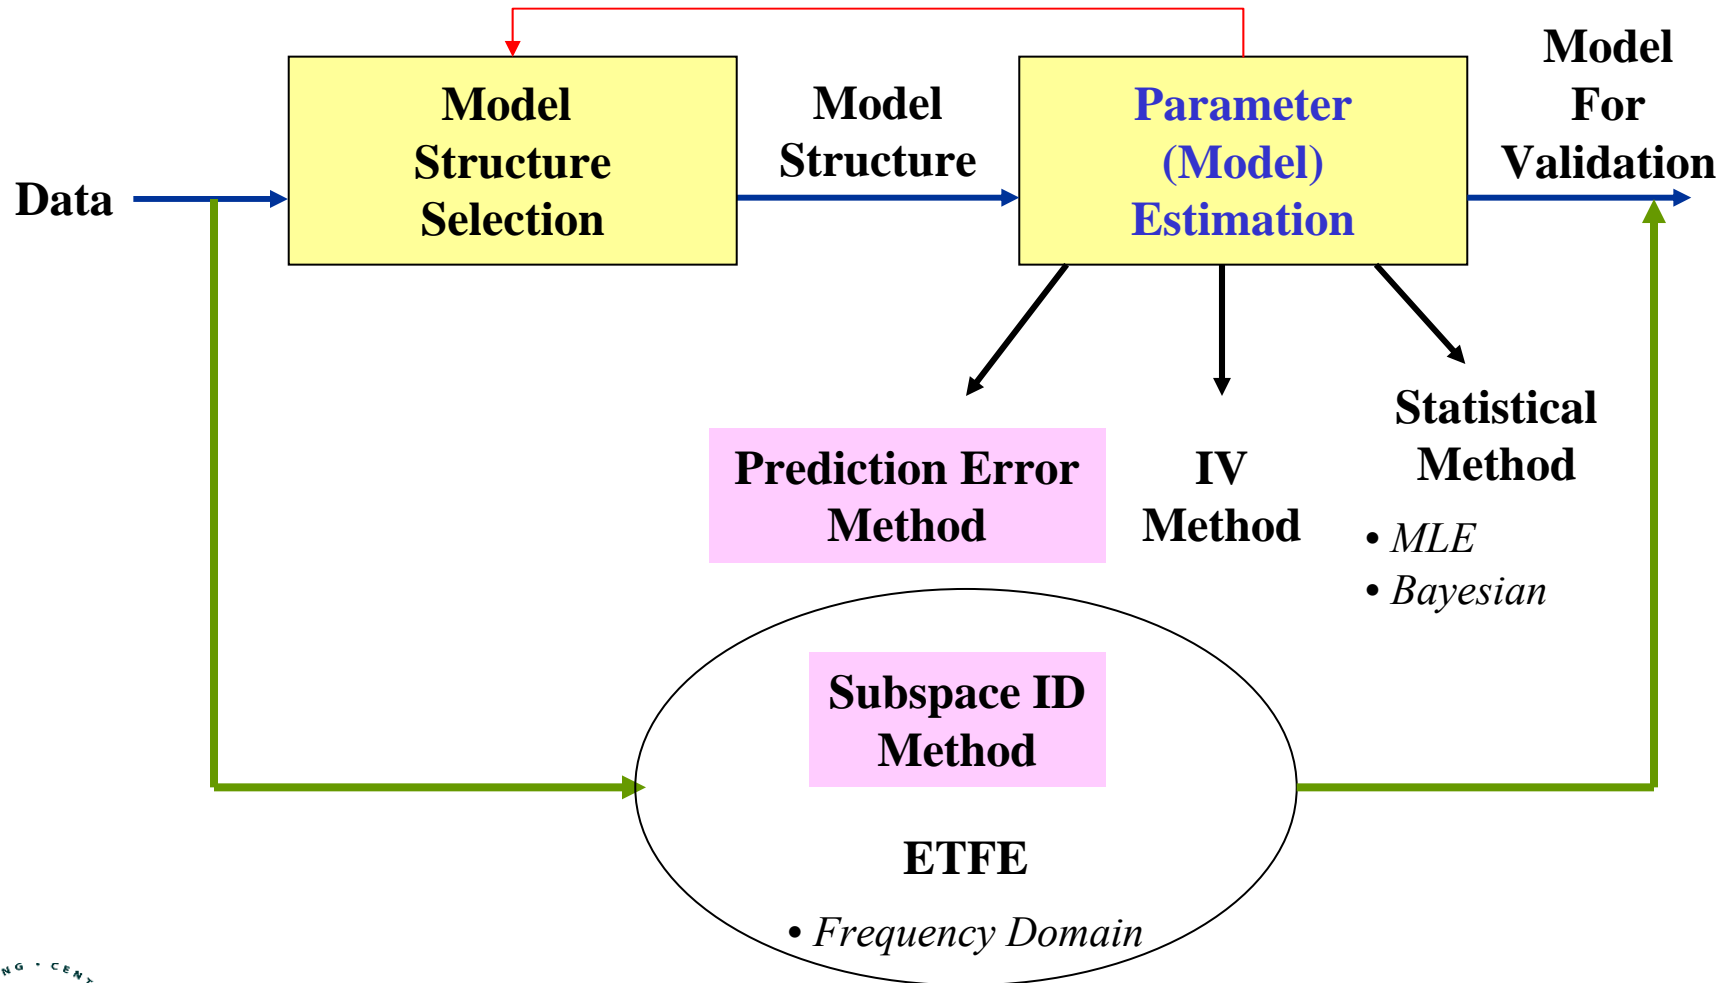 Model
Structure
Selection
Model
Structure
Parameter
(Model)
Estimation
Model
For
Validation
Data
Prediction Error
Method
IV
Method
Statistical
Method
• MLE
• Bayesian
Subspace ID
Method
ETFE
• Frequency Domain